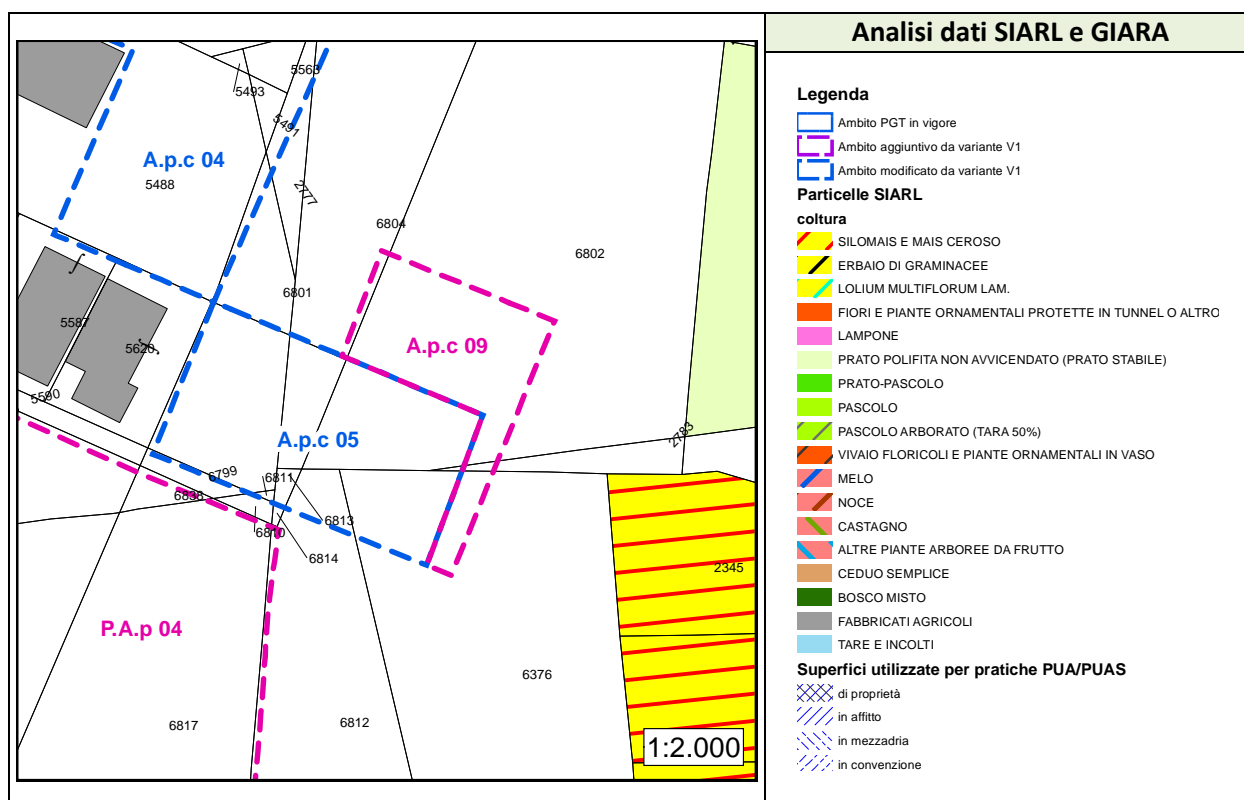 Analisi dati SIARL e GIARA
5563
5493
5491
A.p.c 04
5488
2777
6804
6802
6801
5587
5620
A.p.c 09
5590
A.p.c 05
2783
6799
6811
6838
6813
6810
6814
2345
P.A.p 04
6376
6817
6812
1:2.000
Legenda
Ambito PGT in vigore
Ambito aggiuntivo da variante V1
Ambito modificato da variante V1
Particelle SIARL
coltura
SILOMAIS E MAIS CEROSO
ERBAIO DI GRAMINACEE
LOLIUM MULTIFLORUM LAM.
FIORI E PIANTE ORNAMENTALI PROTETTE IN TUNNEL O ALTRO
LAMPONE
PRATO POLIFITA NON AVVICENDATO (PRATO STABILE)
PRATO-PASCOLO
PASCOLO
PASCOLO ARBORATO (TARA 50%)
VIVAIO FLORICOLI E PIANTE ORNAMENTALI IN VASO
MELO
NOCE
CASTAGNO
ALTRE PIANTE ARBOREE DA FRUTTO
CEDUO SEMPLICE
BOSCO MISTO
FABBRICATI AGRICOLI
TARE E INCOLTI
Superfici utilizzate per pratiche PUA/PUAS
di proprietà
in affitto
in mezzadria
in convenzione